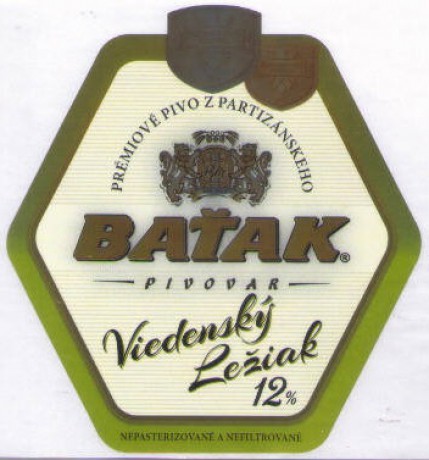 PRÉMIOVÉ PIVO Z PARTIZÁNSKEHO
BAŤAK®
PIVOVAR
Viedenský
Ležiak
12%
NEPASTERIZOVANÉ A NEFILTROVANÉ